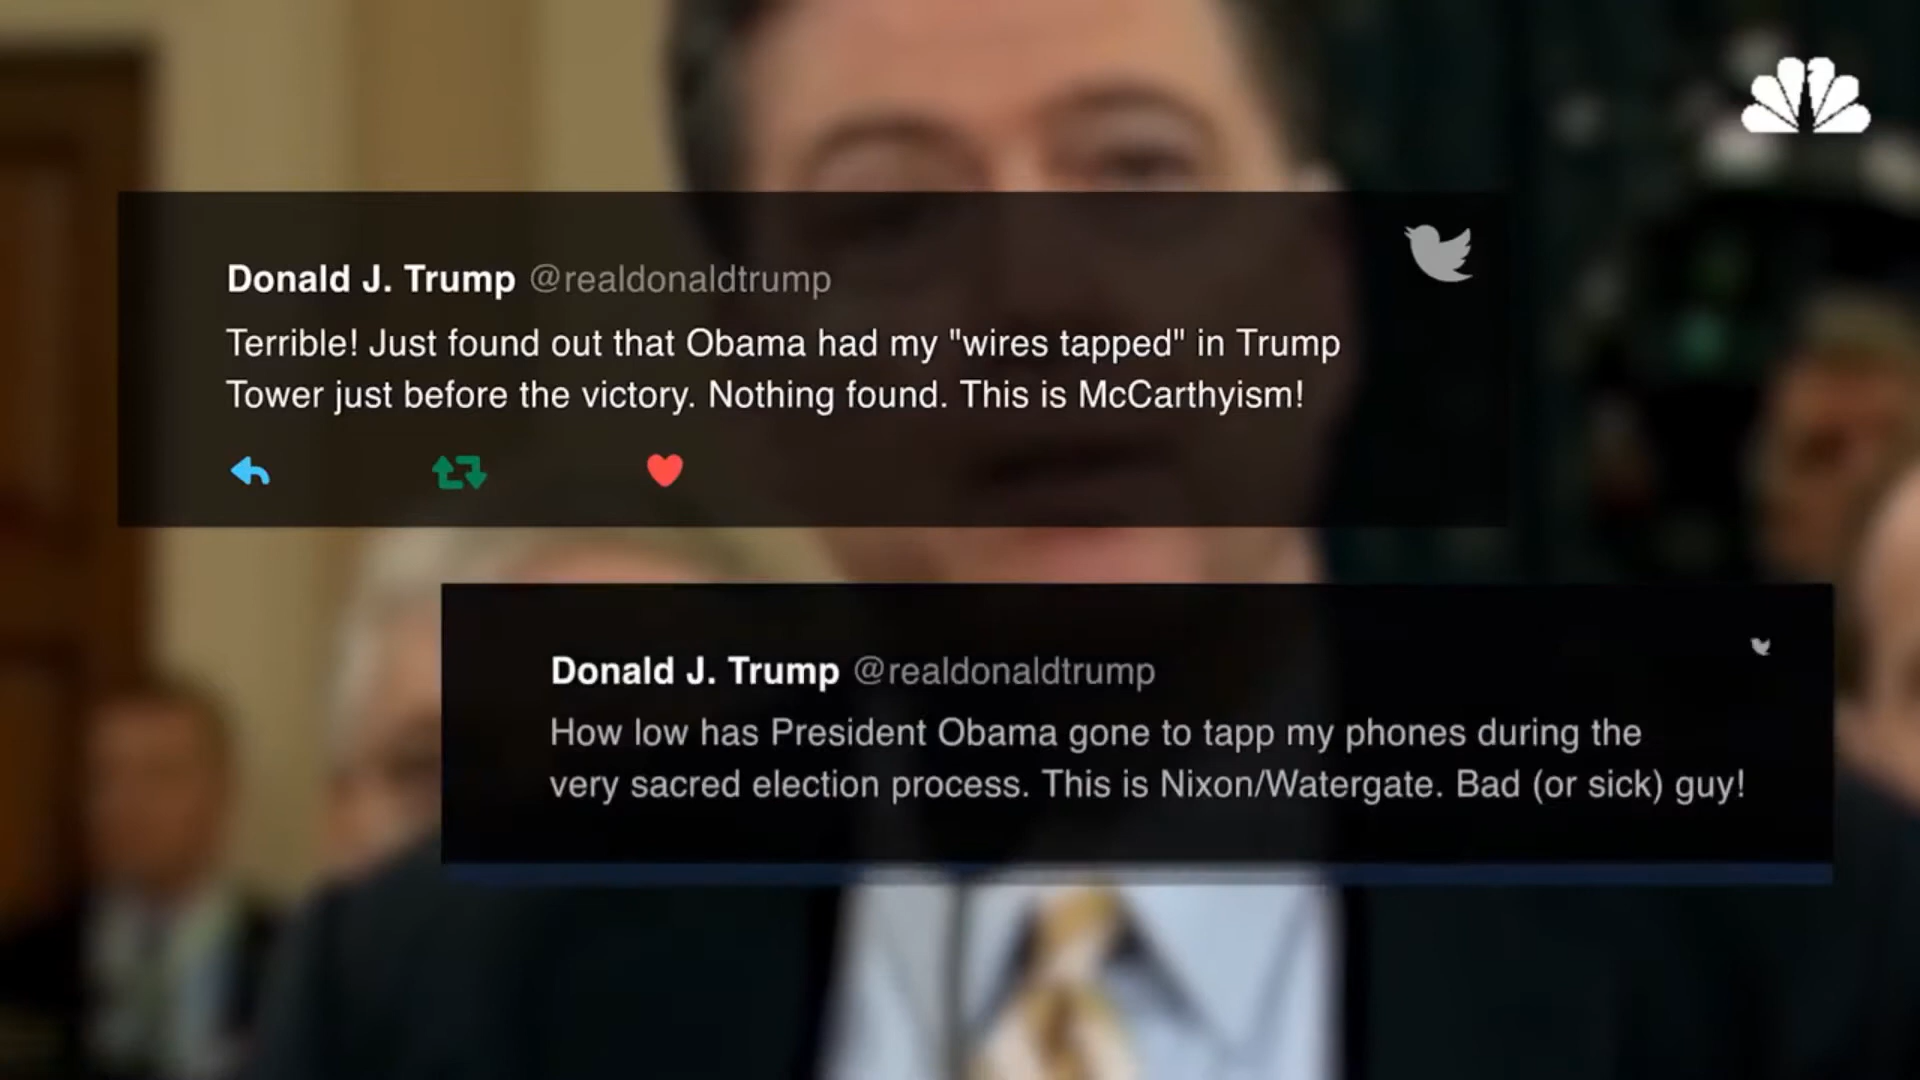 Donald J. Trump @realdonaldtrump
Terrible! Just found out that Obama had my "wires tapped" in Trump
Tower just before the victory. Nothing found. This is McCarthyism!
Donald J. Trump @realdonaldtrump
How low has President Obama gone to tapp my phones during the
very sacred election process. This is Nixon/Watergate. Bad (or sick) guy!